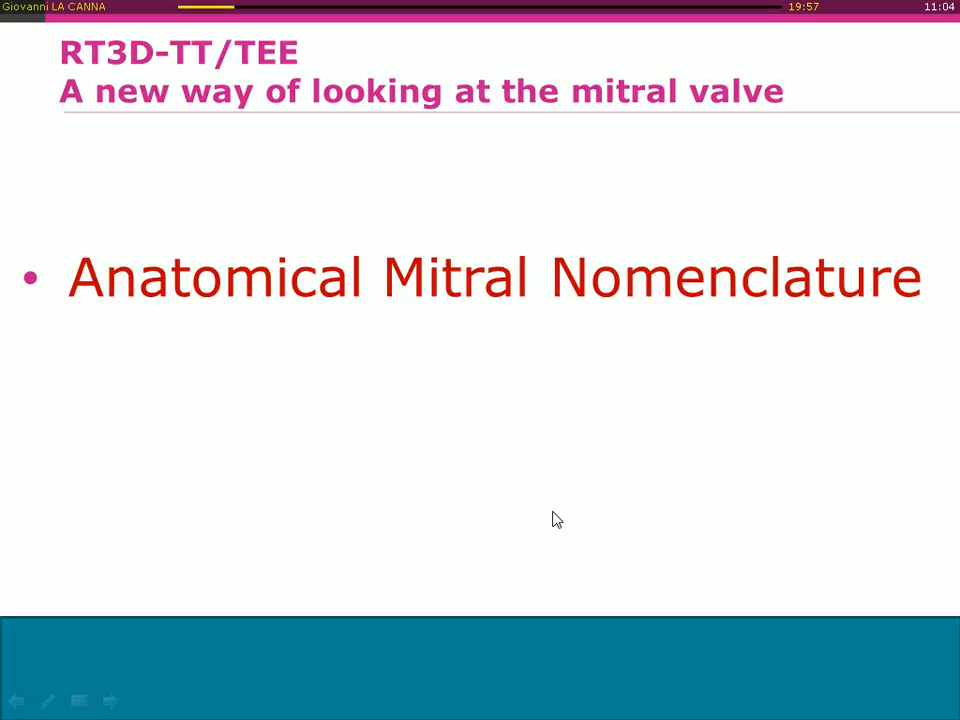 Giovanni LA CANNA 19:57 11:04
RT3D-TT/TEE
A new way of looking at the mitral valve
• Anatomical Mitral Nomenclature